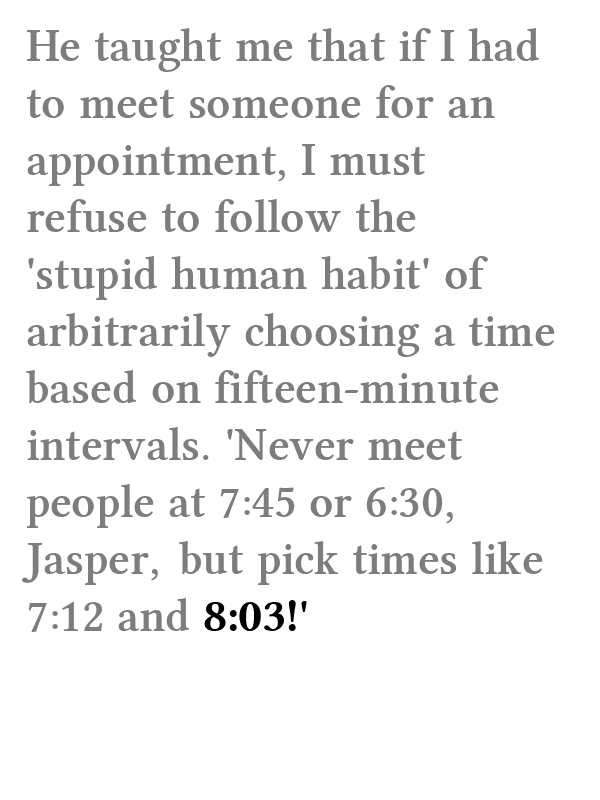 He taught me that if I had
to meet someone for an
appointment, I must
refuse to follow the
'stupid human habit' of
arbitrarily choosing a time
based on fifteen-minute
intervals. 'Never meet
people at 7:45 or 6:30,
Jasper, but pick times like
7:12 and 8:03!'